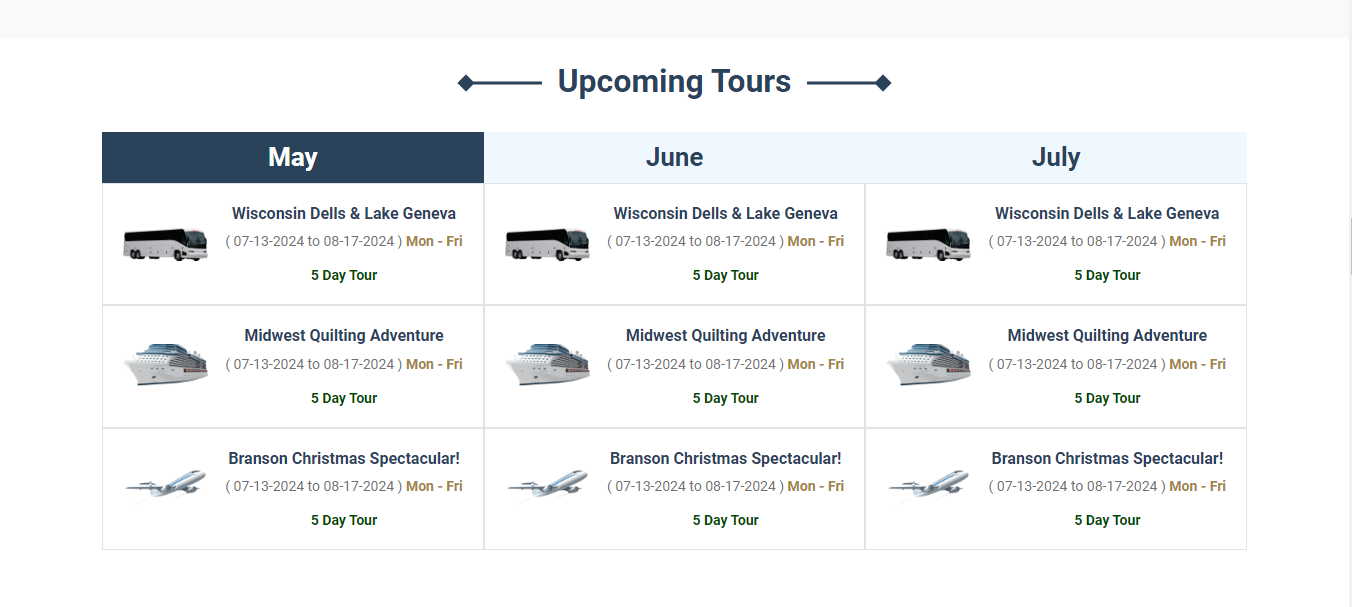 Upcoming Tours
May
June
July
Wisconsin Dells & Lake Geneva
( 07-13-2024 to 08-17-2024 ) Mon - Fri
5 Day Tour
Wisconsin Dells & Lake Geneva
( 07-13-2024 to 08-17-2024 ) Mon - Fri
5 Day Tour
Wisconsin Dells & Lake Geneva
( 07-13-2024 to 08-17-2024 ) Mon - Fri
5 Day Tour
Midwest Quilting Adventure
( 07-13-2024 to 08-17-2024 ) Mon - Fri
5 Day Tour
Midwest Quilting Adventure
( 07-13-2024 to 08-17-2024 ) Mon - Fri
5 Day Tour
Midwest Quilting Adventure
( 07-13-2024 to 08-17-2024 ) Mon - Fri
5 Day Tour
Branson Christmas Spectacular!
( 07-13-2024 to 08-17-2024 ) Mon - Fri
5 Day Tour
Branson Christmas Spectacular!
( 07-13-2024 to 08-17-2024 ) Mon - Fri
5 Day Tour
Branson Christmas Spectacular!
( 07-13-2024 to 08-17-2024 ) Mon - Fri
5 Day Tour